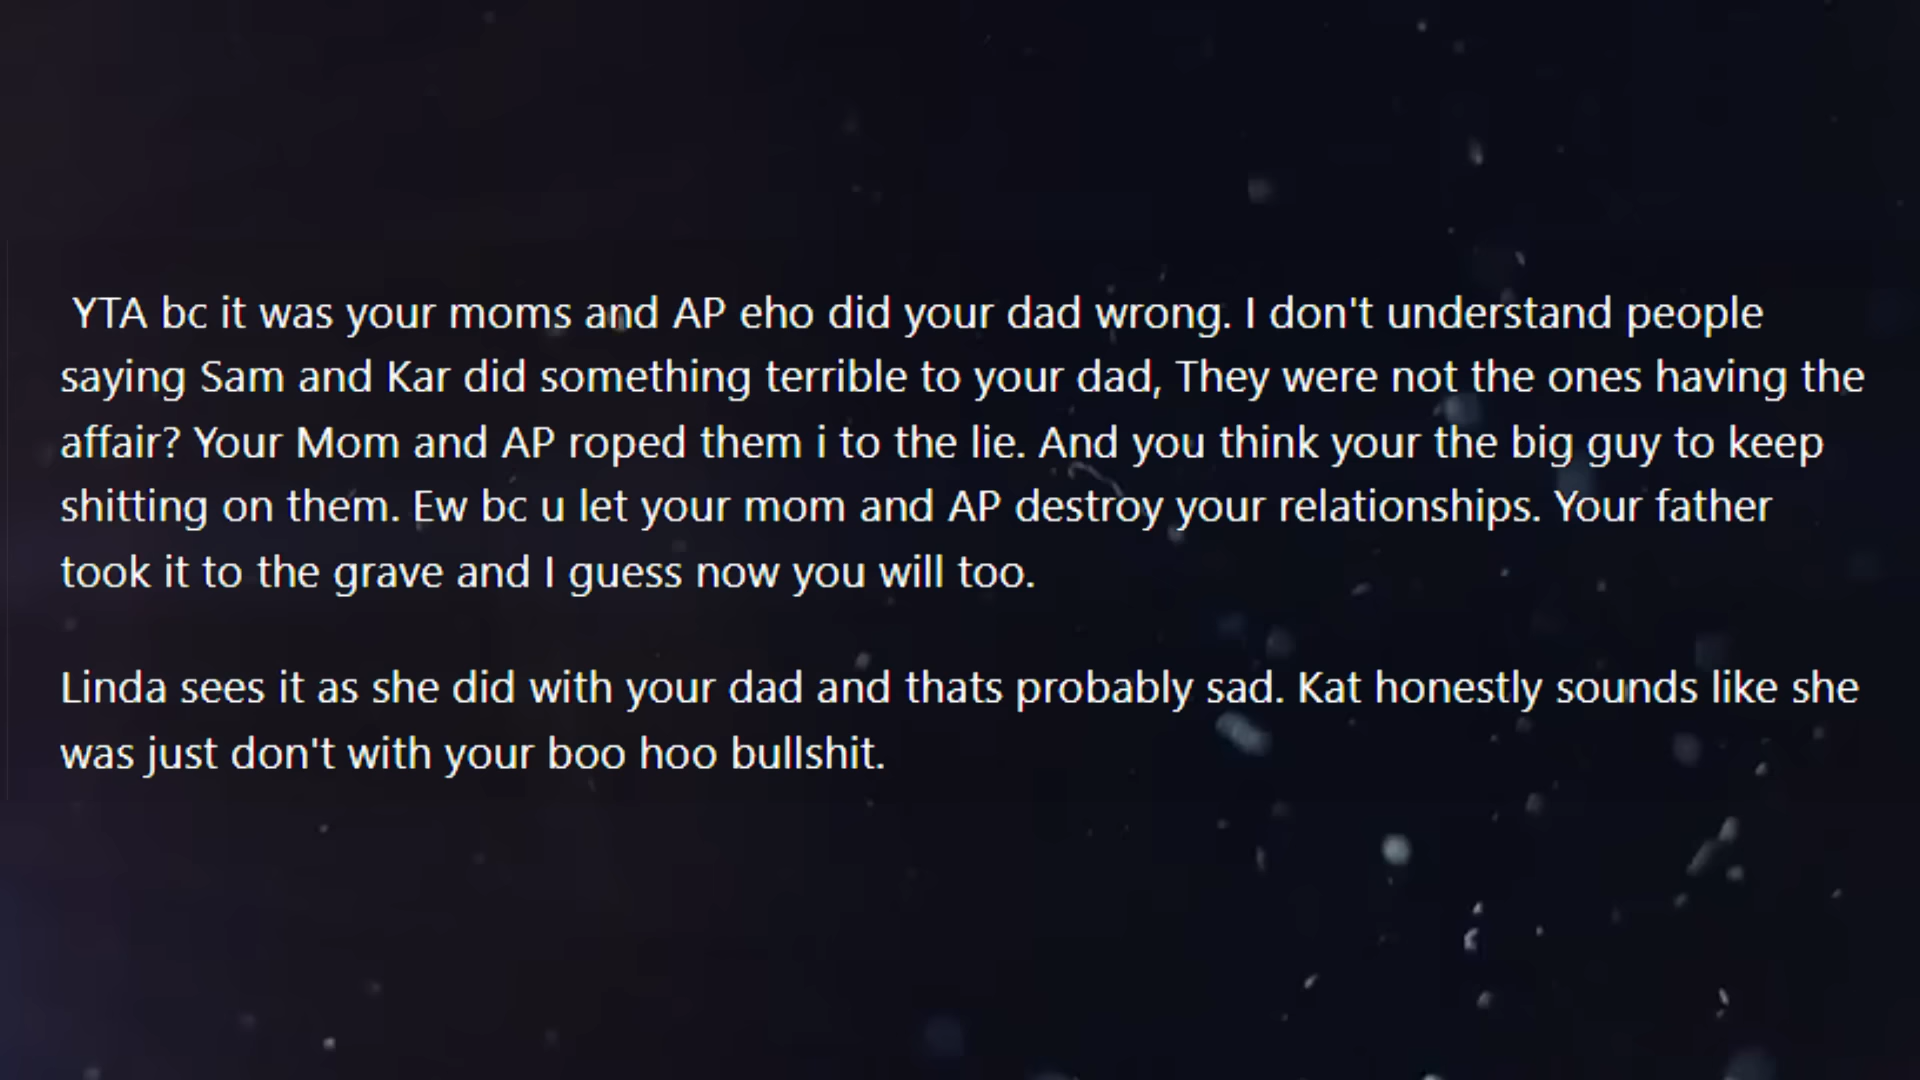 YTA bc it was your moms and AP eho did your dad wrong. I don't understand people
saying Sam and Kar did something terrible to your dad, They were not the ones having the
affair? Your Mom and AP roped them i to the lie. And you think your the big guy to keep
shitting on them. Ew bc u let your mom and AP destroy your relationships. Your father
took it to the grave and I guess now you will too.
Linda sees it as she did with your dad and thats probably sad. Kat honestly sounds like she
was just don't with your boo hoo bullshit.